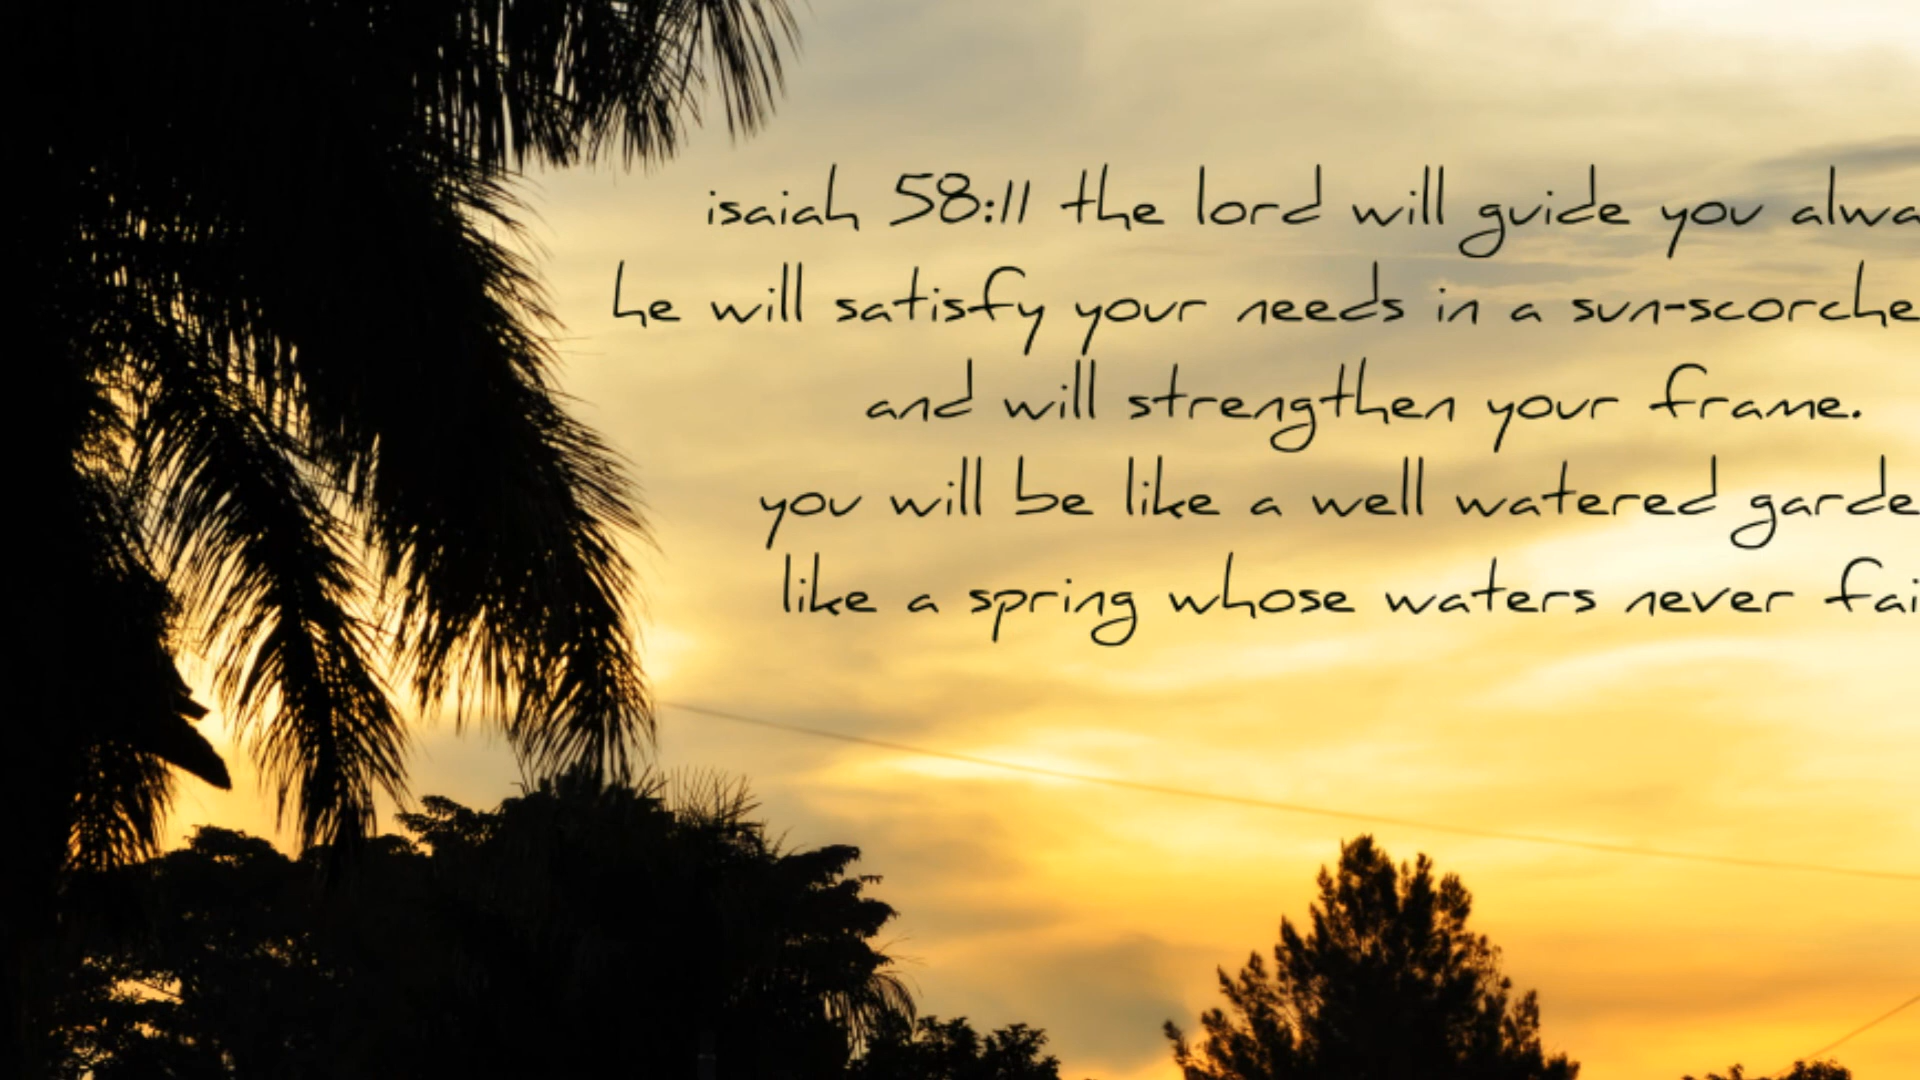 isaiah 58:11 the lord will guide you alwa
he will satisfy your needs in a sun-scorche
and will strengthen your frame.
you will be like a well watered garde
like a spring whose waters never fai